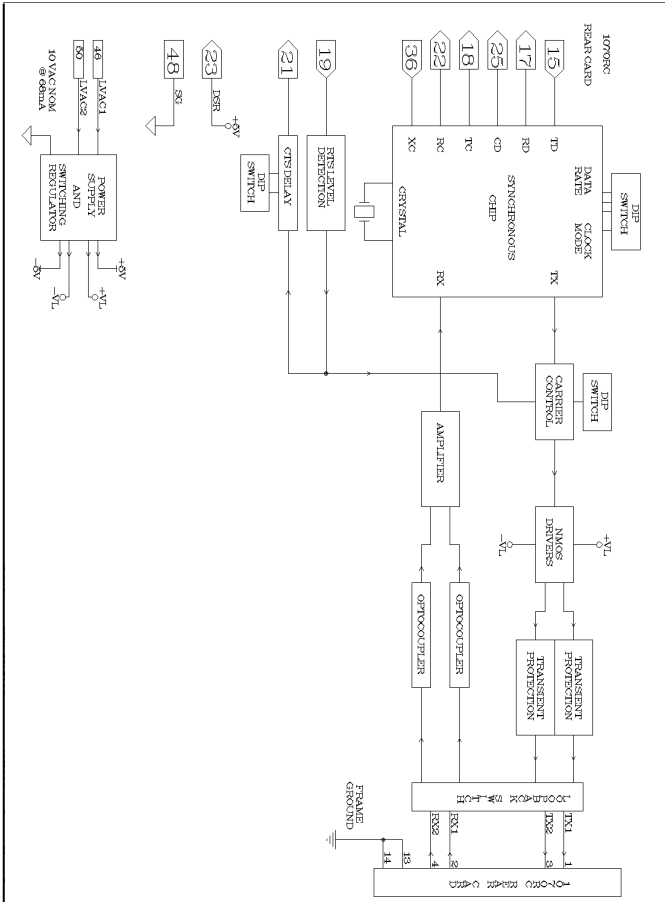 1070RC
REAR CARD
15
TD
17
RD
25
CD
18
TC
22
RC
36
XC
DATA
RATE
CLOCK
MODE
DIP
SWITCH
SYNCHRONOUS
CHIP
TX
RX
CRYSTAL
CARRIER
CONTROL
DIP
SWITCH
NMOS
DRIVERS
+VL
-VL
TRANSIENT
PROTECTION
TRANSIENT
PROTECTION
AMPLIFIER
OPTOCOUPLER
OPTOCOUPLER
LOOPBACK SWITCH
TX1
1
TX2
3
RX1
2
RX2
4
13
14
1070RC REAR CARD
FRAME
GROUND
19
RTS LEVEL
DETECTION
21
CTS DELAY
DIP
SWITCH
23
DSR
+5V
48
SG
46
LVAC1
50
LVAC2
10 VAC NOM
@ 68mA
POWER
SUPPLY
AND
SWITCHING
REGULATOR
+5V
+VL
-VL
-5V